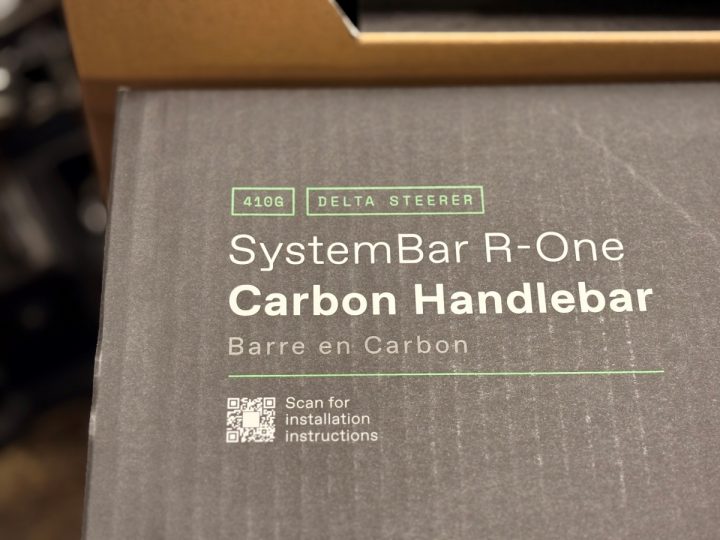 410G DELTA STEERER
SystemBar R-One
Carbon Handlebar
Barre en Carbon
Scan for
installation
instructions